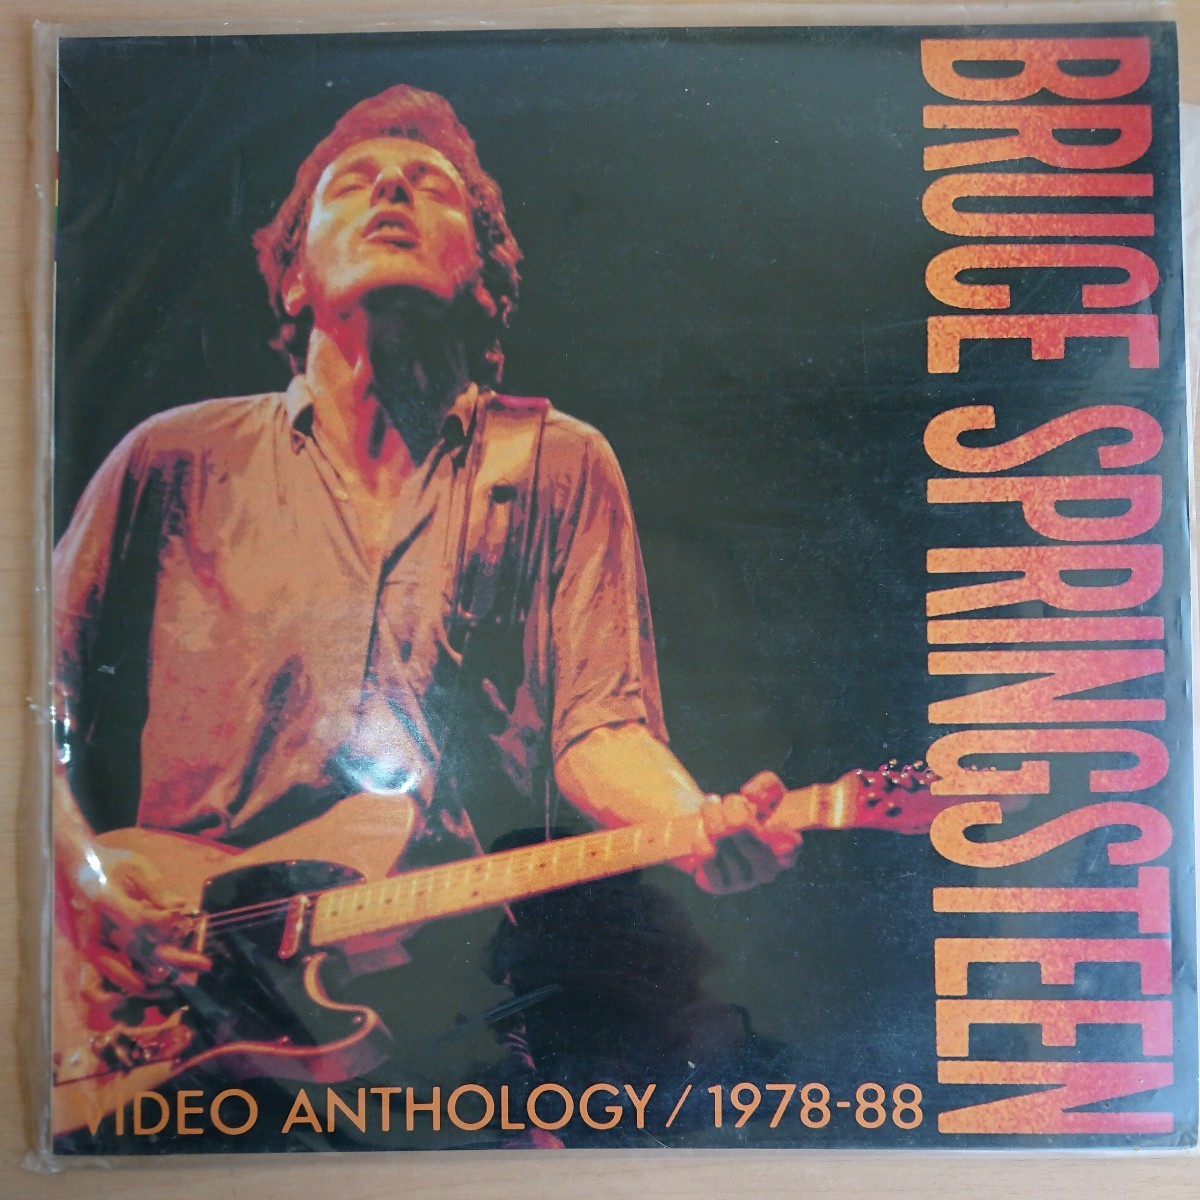 BRUCE SPRINGSTEEN
VIDEO ANTHOLOGY / 1978-88